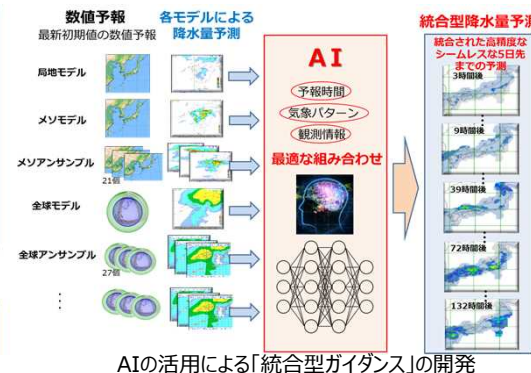 数値予報
最新初期値の数値予報
各モデルによる
降水量予測
局地モデル
メソモデル
メソアンサンブル
21個
全球モデル
全球アンサンブル
27個
⋮
AI
予報時間
気象パターン
観測情報
最適な組み合わせ
統合型降水量予測
統合された高精度な
シームレスな5日先
までの予測
3時間後
9時間後
39時間後
72時間後
132時間後
AIの活用による「統合型ガイダンス」の開発